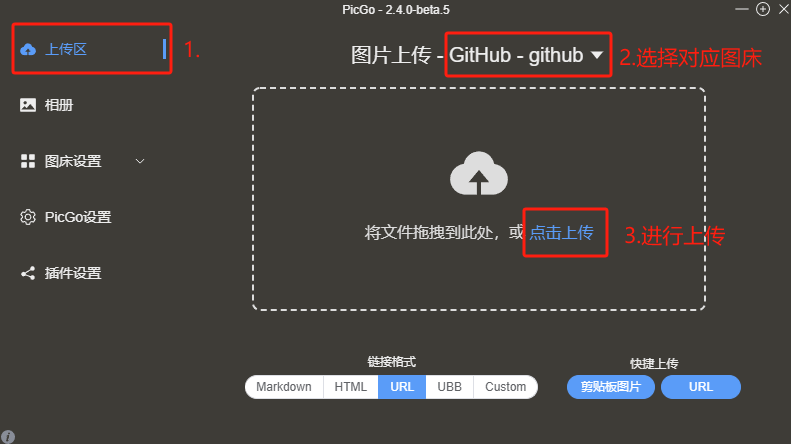 PicGo - 2.4.0-beta.5
上传区
1.
图片上传 - GitHub - github
2.选择对应图床
相册
图床设置
PicGo设置
插件设置
将文件拖拽到此处，或 点击上传
3.进行上传
链接格式
Markdown HTML URL UBB Custom
快捷上传
剪贴板图片 URL